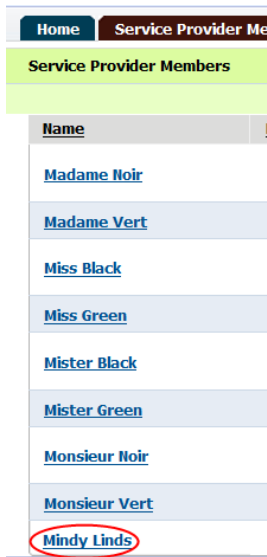 Home Service Provider Me
Service Provider Members
Name
Madame Noir
Madame Vert
Miss Black
Miss Green
Mister Black
Mister Green
Monsieur Noir
Monsieur Vert
Mindy Linds